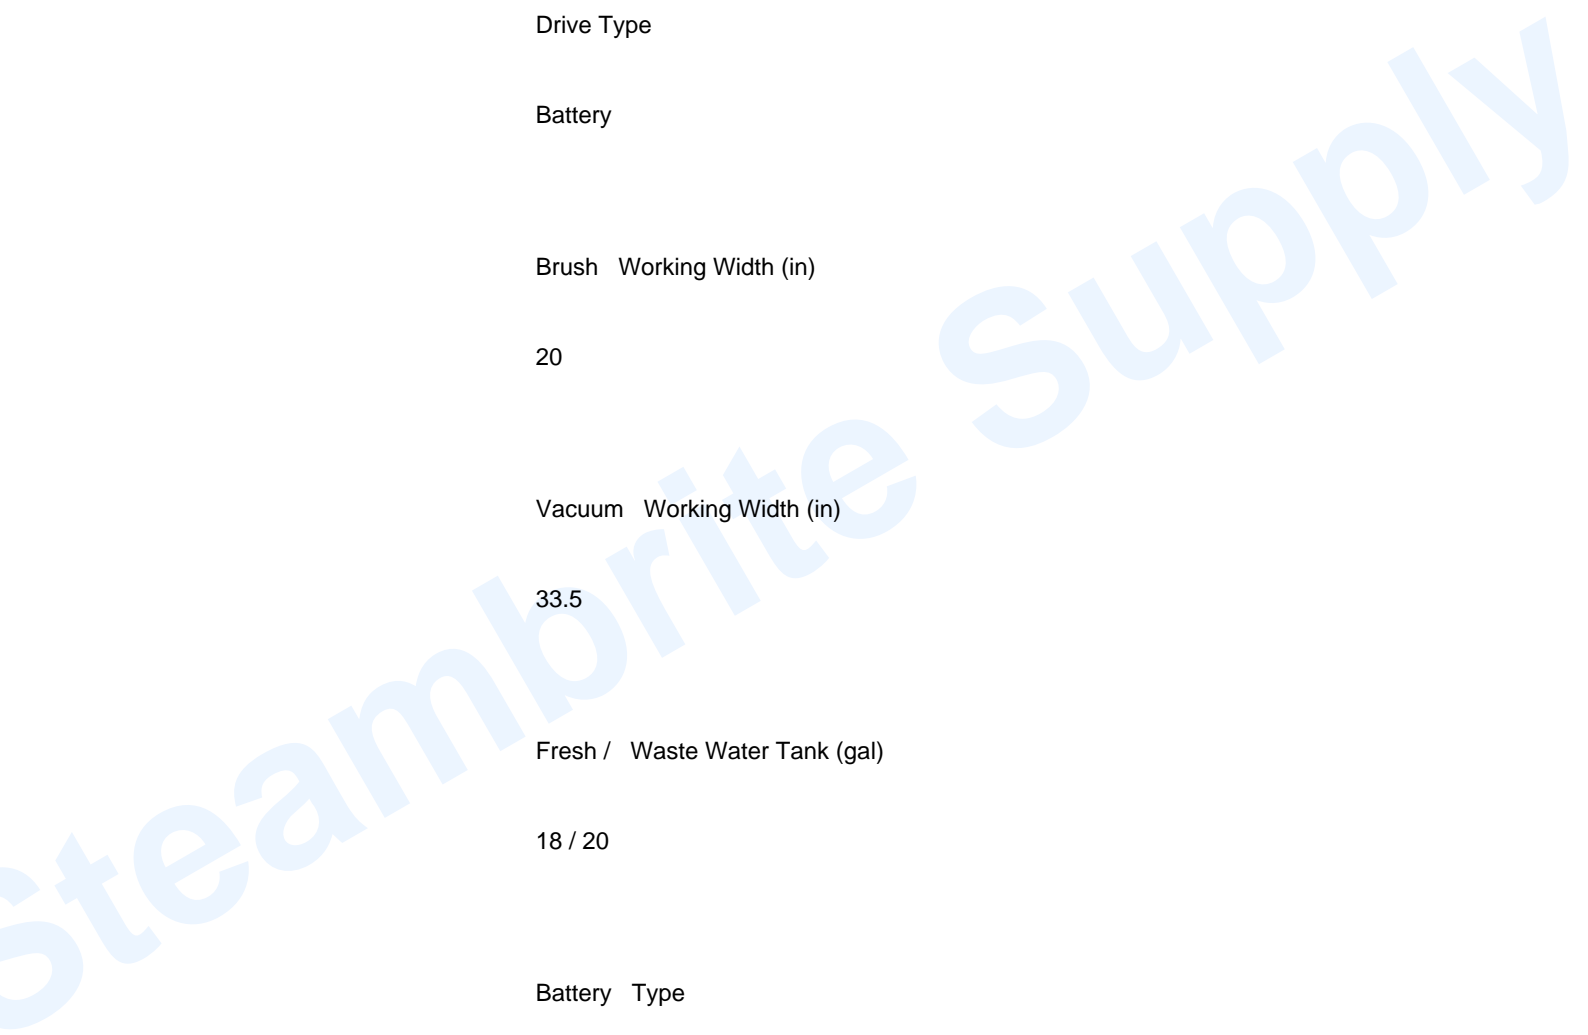 Drive Type
Battery
Brush   Working Width (in)
20
Vacuum   Working Width (in)
33.5
Fresh /   Waste Water Tank (gal)
18 / 20
Battery   Type
Steambrite Supply